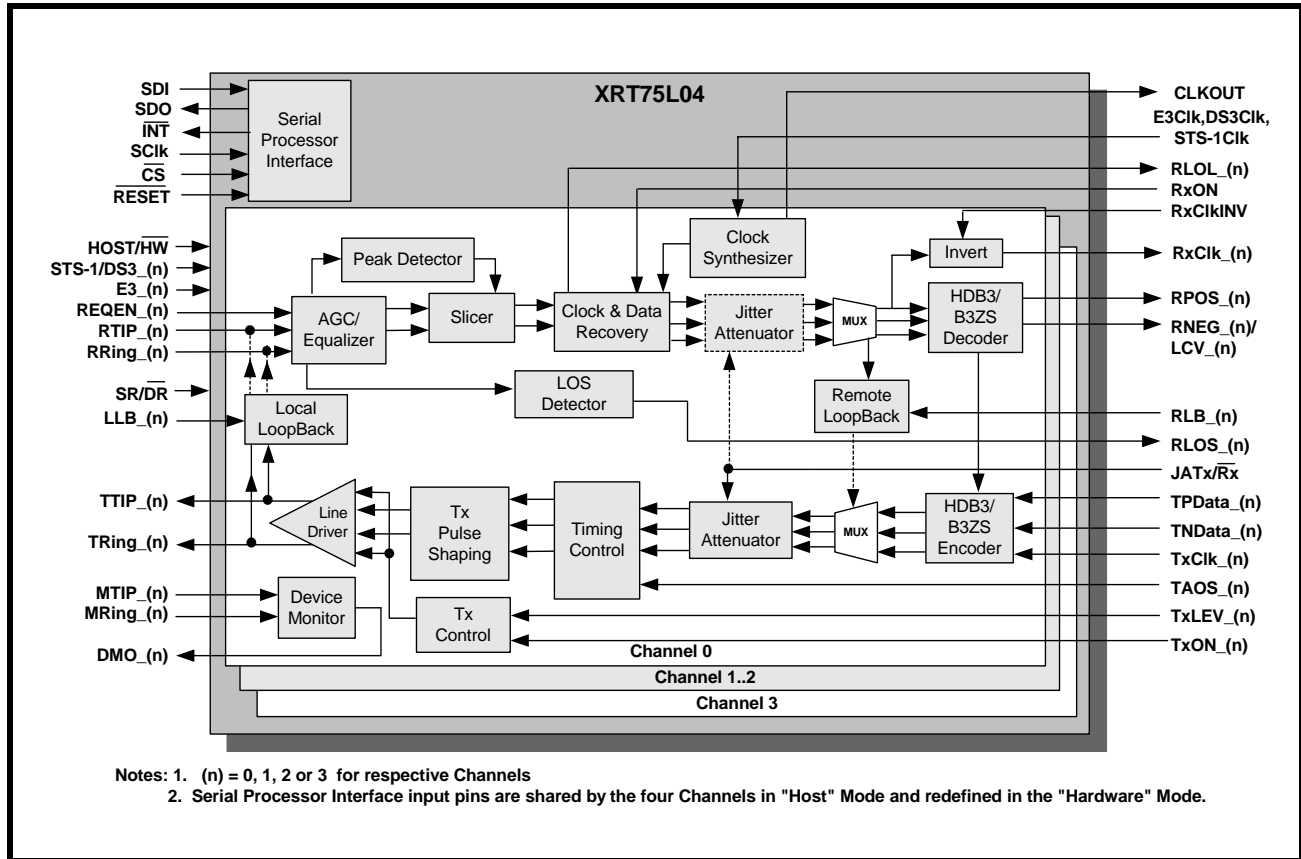 XRT75L04
SDI
SDO
INT
SClk
CS
RESET
Serial
Processor
Interface
CLKOUT
E3Clk,DS3Clk,
STS-1Clk
RLOL_(n)
RxON
RxClkINV
RxClk_(n)
RPOS_(n)
RNEG_(n)/
LCV_(n)
RLB_(n)
RLOS_(n)
JATx/Rx
TPData_(n)
TNData_(n)
TxClk_(n)
TAOS_(n)
TxLEV_(n)
TxON_(n)
HOST/HW
STS-1/DS3_(n)
E3_(n)
REQEN_(n)
RTIP_(n)
RRing_(n)
SR/DR
LLB_(n)
TTIP_(n)
TRing_(n)
MTIP_(n)
MRing_(n)
DMO_(n)
Peak Detector
AGC/
Equalizer
Slicer
Clock & Data
Recovery
Clock
Synthesizer
Jitter
Attenuator
MUX
Invert
HDB3/
B3ZS
Decoder
LOS
Detector
Remote
LoopBack
Local
LoopBack
Line
Driver
Tx
Pulse
Shaping
Timing
Control
Jitter
Attenuator
MUX
HDB3/
B3ZS
Encoder
Device
Monitor
Tx
Control
Channel 0
Channel 1..2
Channel 3
Notes: 1. (n) = 0, 1, 2 or 3 for respective Channels
2. Serial Processor Interface input pins are shared by the four Channels in "Host" Mode and redefined in the "Hardware" Mode.